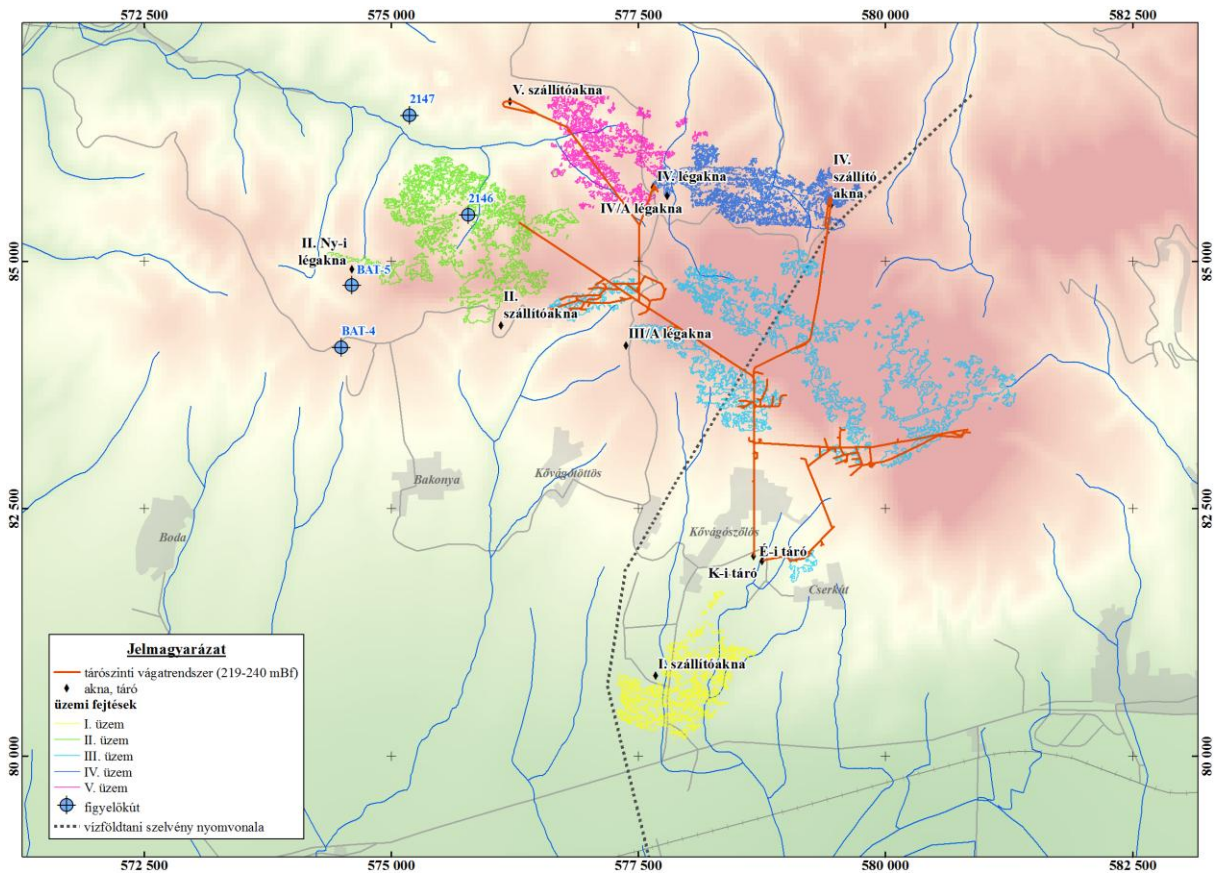 572 500
575 000
577 500
580 000
582 500
V. szállítóakna
2147
IV. légakna
IV.
szállító
akna
2146
IV/A légakna
85 000
85 000
II. Ny-i
légakna
BAT-5
II.
szállítóakna
BAT-4
III/A légakna
Bakonya
Kővágótöttös
82 500
82 500
Boda
Kővágószőlős
É-i táró
K-i táró
Cserkút
Jelmagyarázat
tárószinti vágatrendszer (219-240 mBf)
akna, táró
üzemi fejtések
I. üzem
II. üzem
III. üzem
IV. üzem
V. üzem
figyelőkút
vízföldtani szelvény nyomvonala
I. szállítóakna
80 000
80 000
572 500
575 000
577 500
580 000
582 500